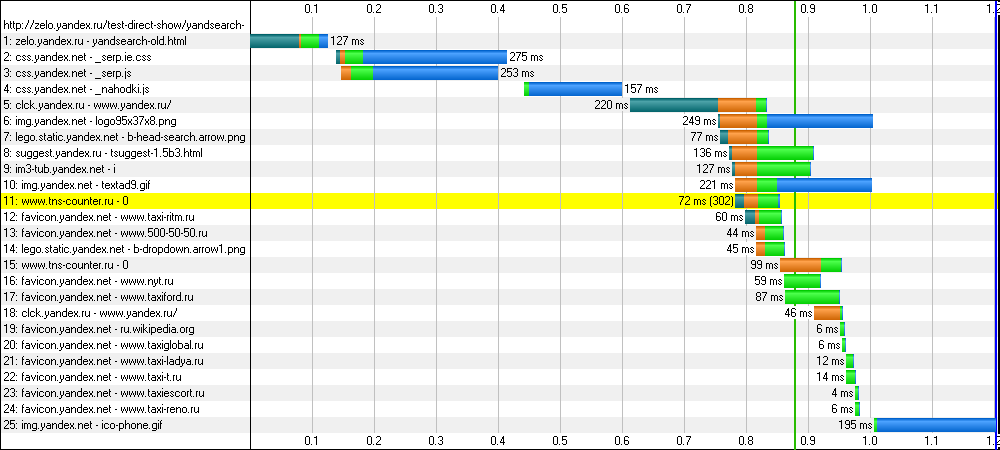 0.1 0.2 0.3 0.4 0.5 0.6 0.7 0.8 0.9 1.0 1.1 1.2
http://zelo.yandex.ru/test-direct-show/yandsearch-
1: zelo.yandex.ru - yandsearch-old.html 127 ms
2: css.yandex.net - _serp.ie.css 275 ms
3: css.yandex.net - _serp.js 253 ms
4: css.yandex.net - _nahodki.js 157 ms
5: clck.yandex.ru - www.yandex.ru/ 220 ms
6: img.yandex.net - logo95x37x8.png 249 ms
7: lego.static.yandex.net - b-head-search.arrow.png 77 ms
8: suggest.yandex.ru - tsuggest-1.5b3.html 136 ms
9: im3-tub.yandex.net - i 127 ms
10: img.yandex.net - textad9.gif 221 ms
11: www.tns-counter.ru - 0 72 ms (302)
12: favicon.yandex.net - www.taxi-ritm.ru 60 ms
13: favicon.yandex.net - www.500-50-50.ru 44 ms
14: lego.static.yandex.net - b-dropdown.arrow1.png 45 ms
15: www.tns-counter.ru - 0 99 ms
16: favicon.yandex.net - www.nyt.ru 59 ms
17: favicon.yandex.net - www.taxiford.ru 87 ms
18: clck.yandex.ru - www.yandex.ru/ 46 ms
19: favicon.yandex.net - ru.wikipedia.org 6 ms
20: favicon.yandex.net - www.taxiglobal.ru 6 ms
21: favicon.yandex.net - www.taxi-ladya.ru 12 ms
22: favicon.yandex.net - www.taxi-t.ru 14 ms
23: favicon.yandex.net - www.taxiescort.ru 4 ms
24: favicon.yandex.net - www.taxi-reno.ru 6 ms
25: img.yandex.net - ico-phone.gif 195 ms
0.1 0.2 0.3 0.4 0.5 0.6 0.7 0.8 0.9 1.0 1.1 1.2